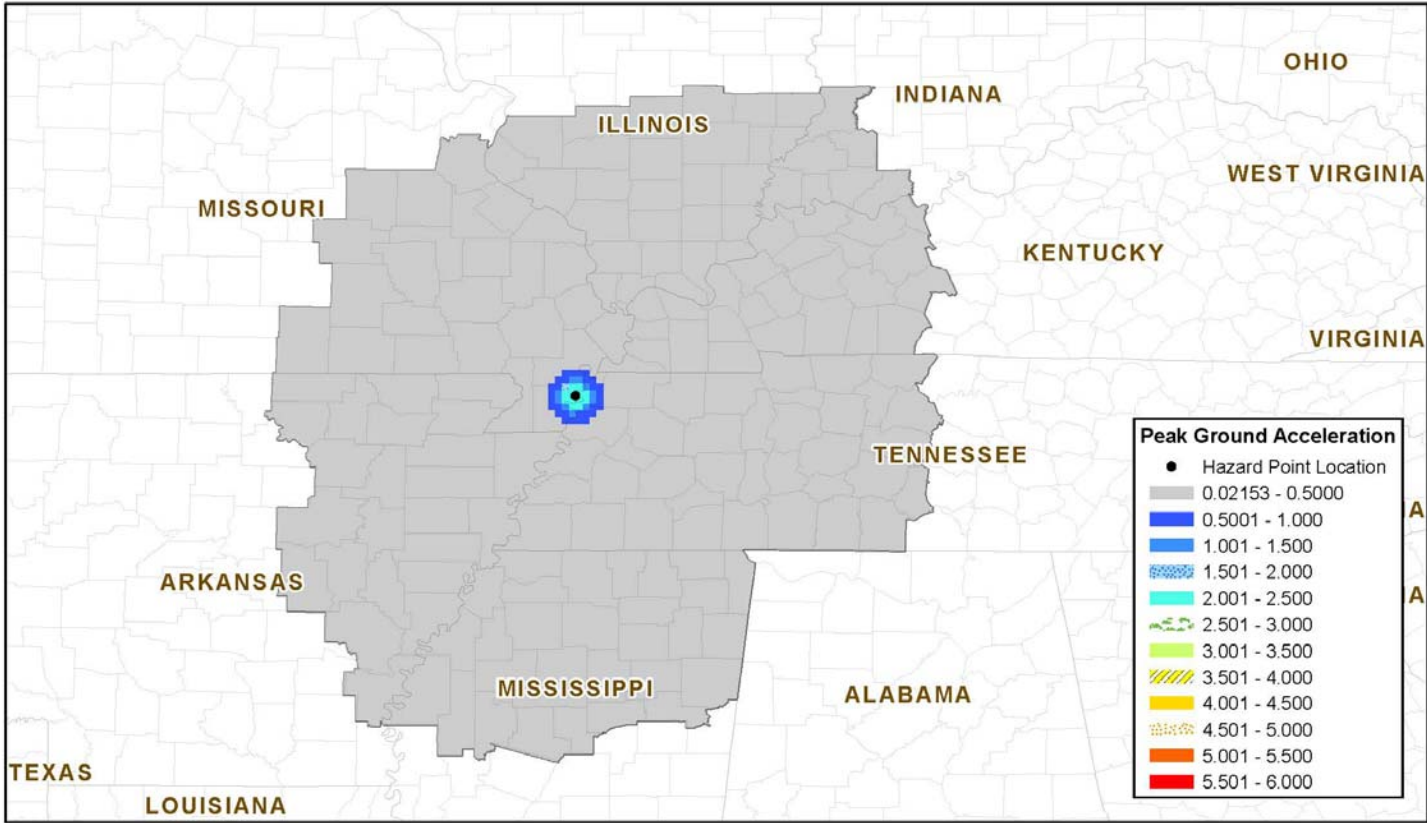 OHIO
INDIANA
ILLINOIS
WEST VIRGINIA
MISSOURI
KENTUCKY
VIRGINIA
TENNESSEE
ARKANSAS
MISSISSIPPI
ALABAMA
TEXAS
LOUISIANA
Peak Ground Acceleration
Hazard Point Location
0.02153 - 0.5000
0.5001 - 1.000
1.001 - 1.500
1.501 - 2.000
2.001 - 2.500
2.501 - 3.000
3.001 - 3.500
3.501 - 4.000
4.001 - 4.500
4.501 - 5.000
5.001 - 5.500
5.501 - 6.000